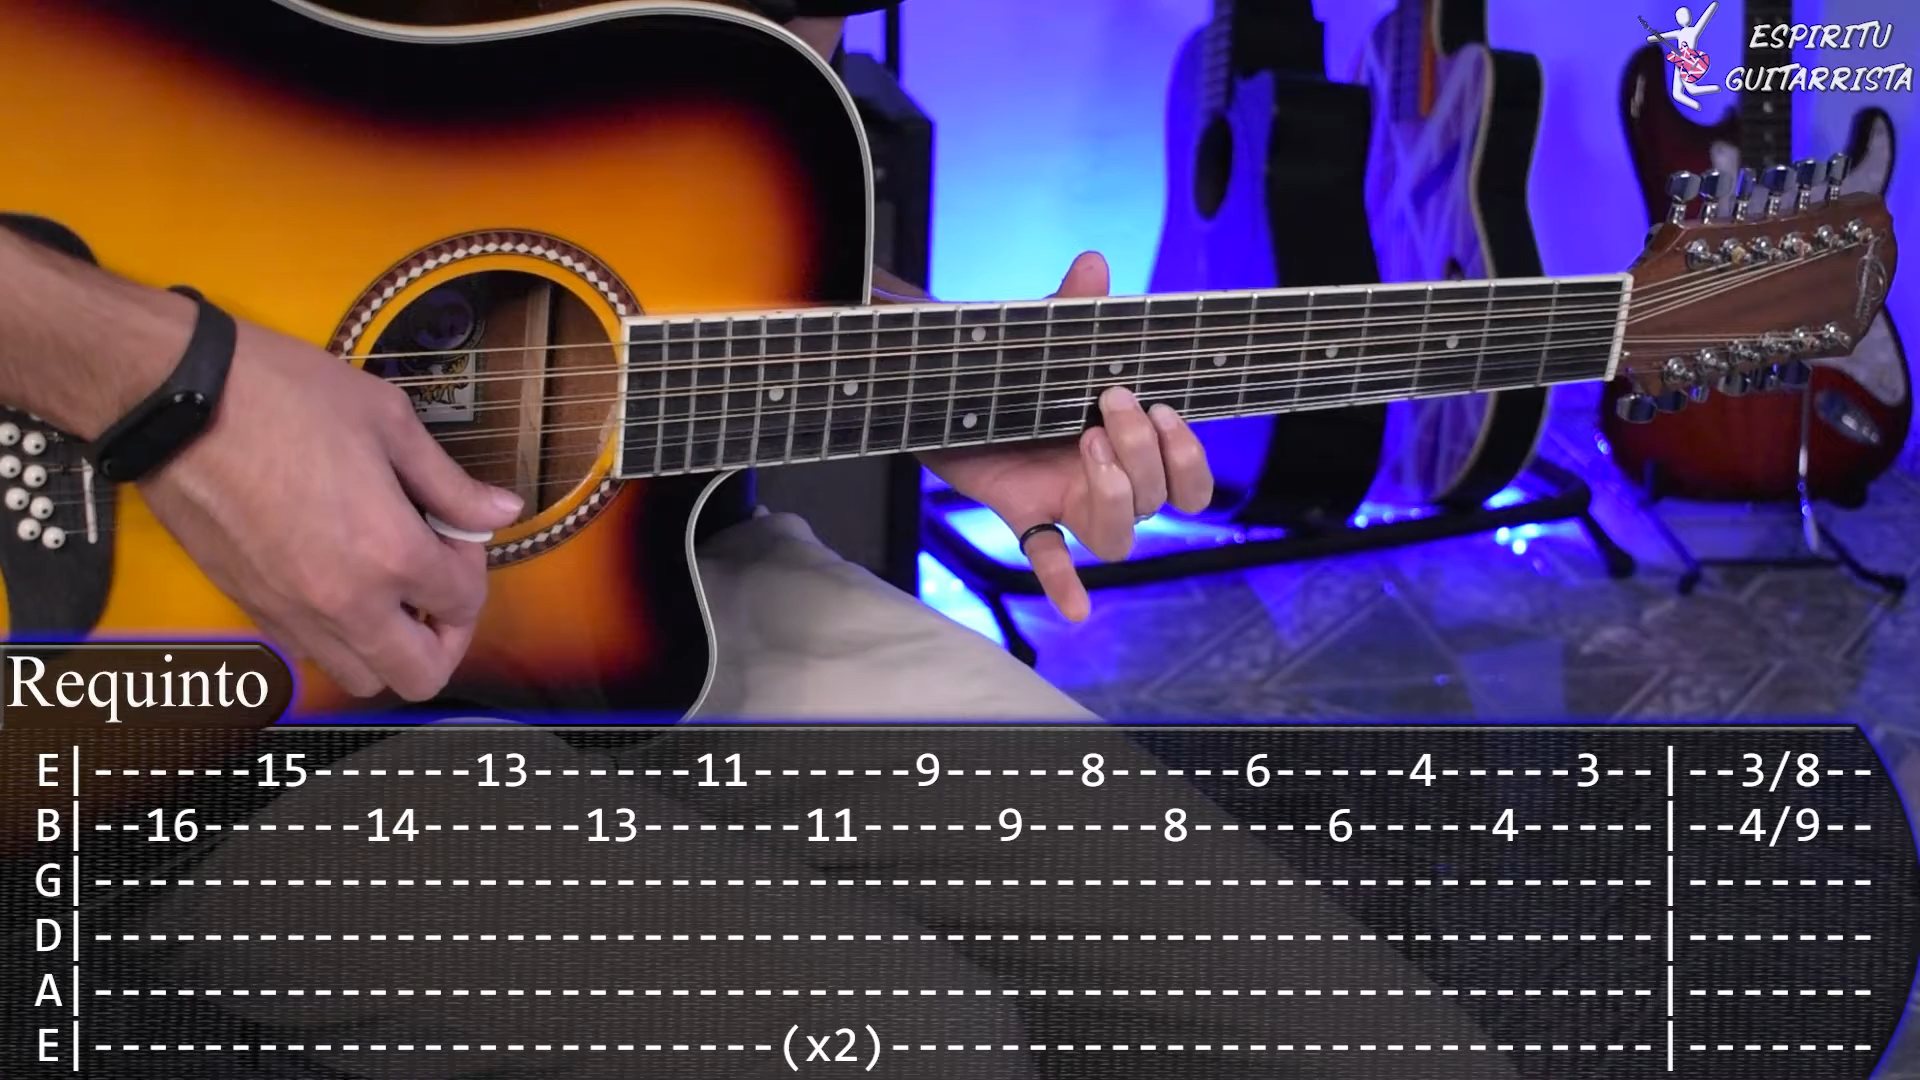 ESPIRITU
GUITARRISTA
Requinto
E|------15------13------11------9-----8-----6-----4-----3--|--3/8--
B|--16------14------13------11-----9-----8-----6-----4-----|--4/9--
G|---------------------------------------------------------|-------
D|---------------------------------------------------------|-------
A|---------------------------------------------------------|-------
E|-------------------------(x2)----------------------------|-------